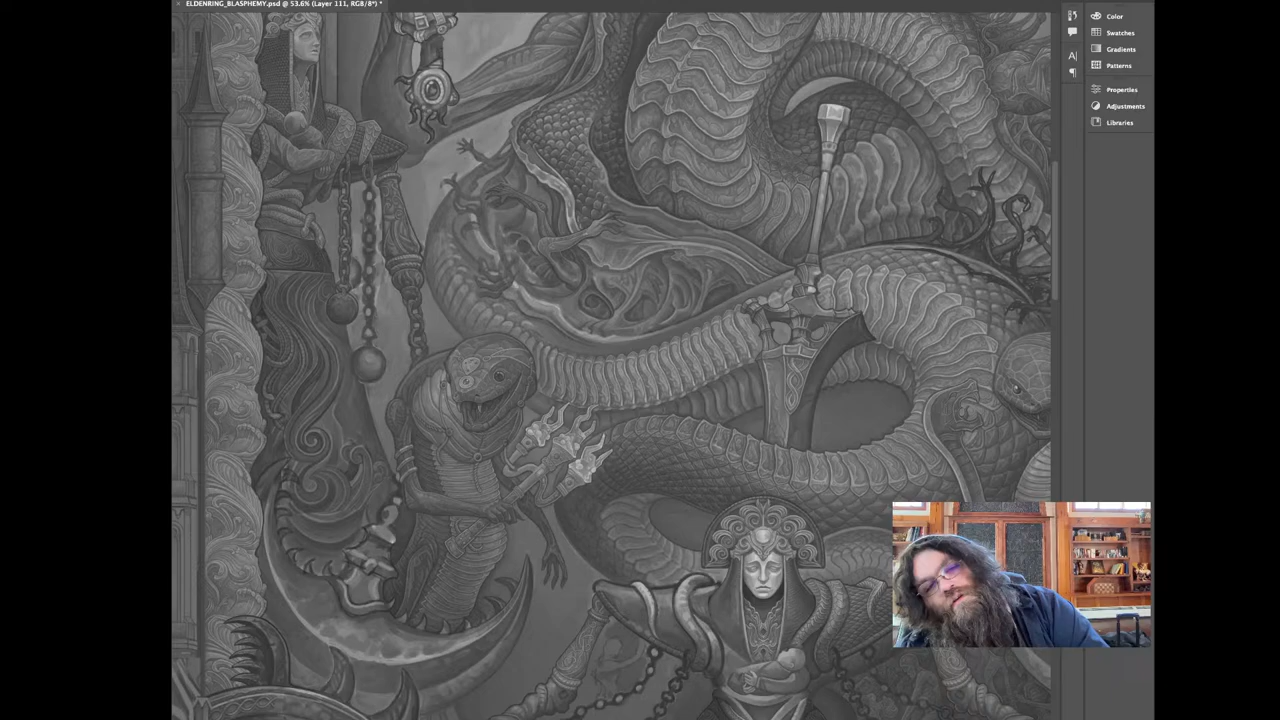 ELDENRING_BLASPHEMY.psd @ 53.6% (Layer 111, RGB/8*) *
Color
Swatches
Gradients
Patterns
Properties
Adjustments
Libraries